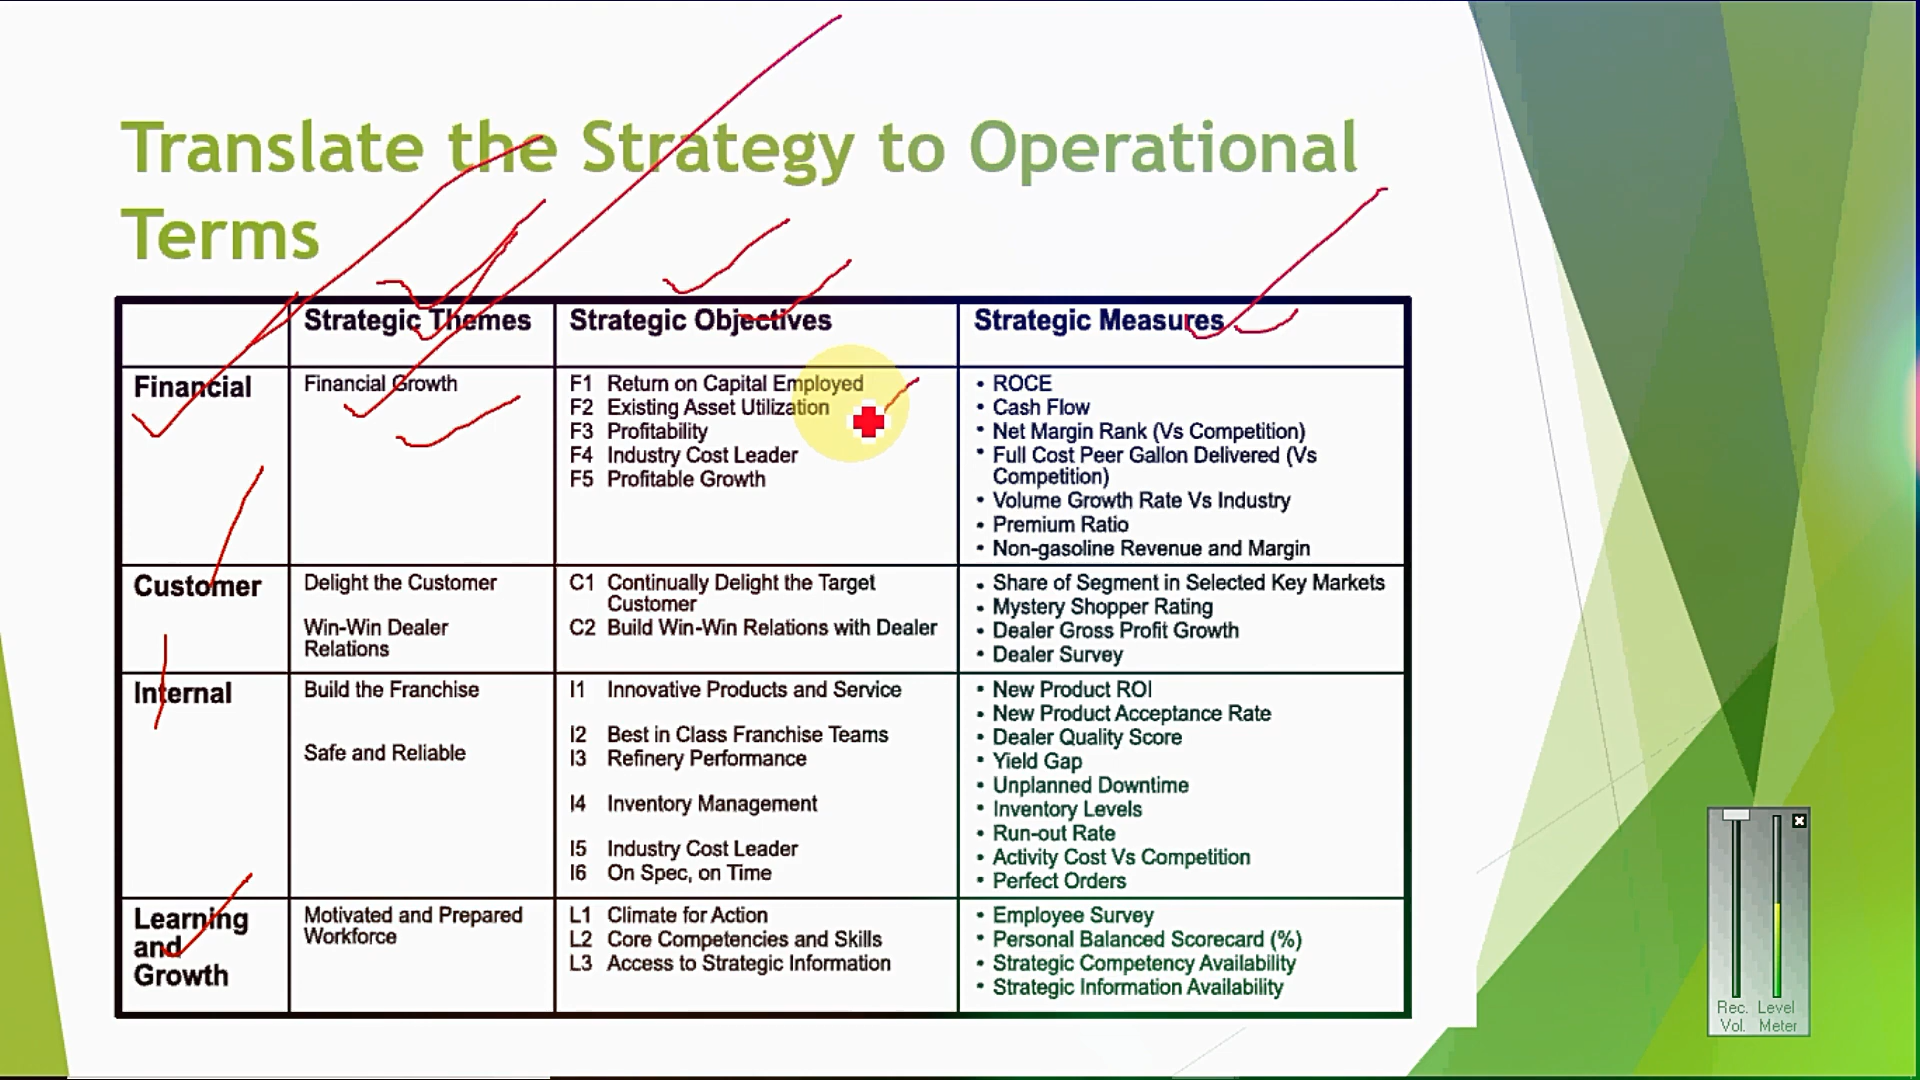 Translate the Strategy to Operational
Terms
Strategic Themes
Strategic Objectives
Strategic Measures
Financial
Financial Growth
F1 Return on Capital Employed
F2 Existing Asset Utilization
F3 Profitability
F4 Industry Cost Leader
F5 Profitable Growth
• ROCE
• Cash Flow
• Net Margin Rank (Vs Competition)
• Full Cost Peer Gallon Delivered (Vs
Competition)
• Volume Growth Rate Vs Industry
• Premium Ratio
• Non-gasoline Revenue and Margin
Customer
Delight the Customer
Win-Win Dealer
Relations
C1 Continually Delight the Target
Customer
C2 Build Win-Win Relations with Dealer
• Share of Segment in Selected Key Markets
• Mystery Shopper Rating
• Dealer Gross Profit Growth
• Dealer Survey
Internal
Build the Franchise
Safe and Reliable
I1 Innovative Products and Service
I2 Best in Class Franchise Teams
I3 Refinery Performance
I4 Inventory Management
I5 Industry Cost Leader
I6 On Spec, on Time
• New Product ROI
• New Product Acceptance Rate
• Dealer Quality Score
• Yield Gap
• Unplanned Downtime
• Inventory Levels
• Run-out Rate
• Activity Cost Vs Competition
• Perfect Orders
Learning
and
Growth
Motivated and Prepared
Workforce
L1 Climate for Action
L2 Core Competencies and Skills
L3 Access to Strategic Information
• Employee Survey
• Personal Balanced Scorecard (%)
• Strategic Competency Availability
• Strategic Information Availability
Rec. Level
Vol. Meter